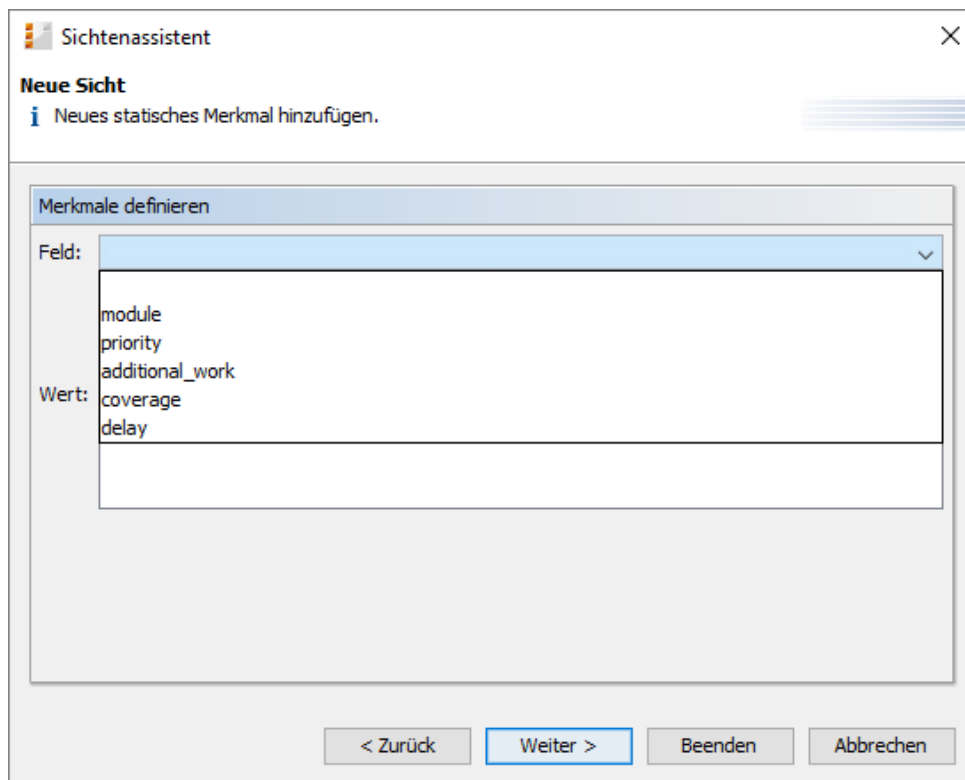 Sichtenassistent
Neue Sicht
i Neues statisches Merkmal hinzufügen.
Merkmale definieren
Feld:
module
priority
additional_work
Wert:
coverage
delay
< Zurück
Weiter >
Beenden
Abbrechen